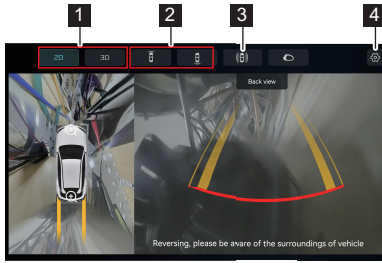 1 2 3 4
2D 3D
Back view
Reversing, please be aware of the surroundings of vehicle